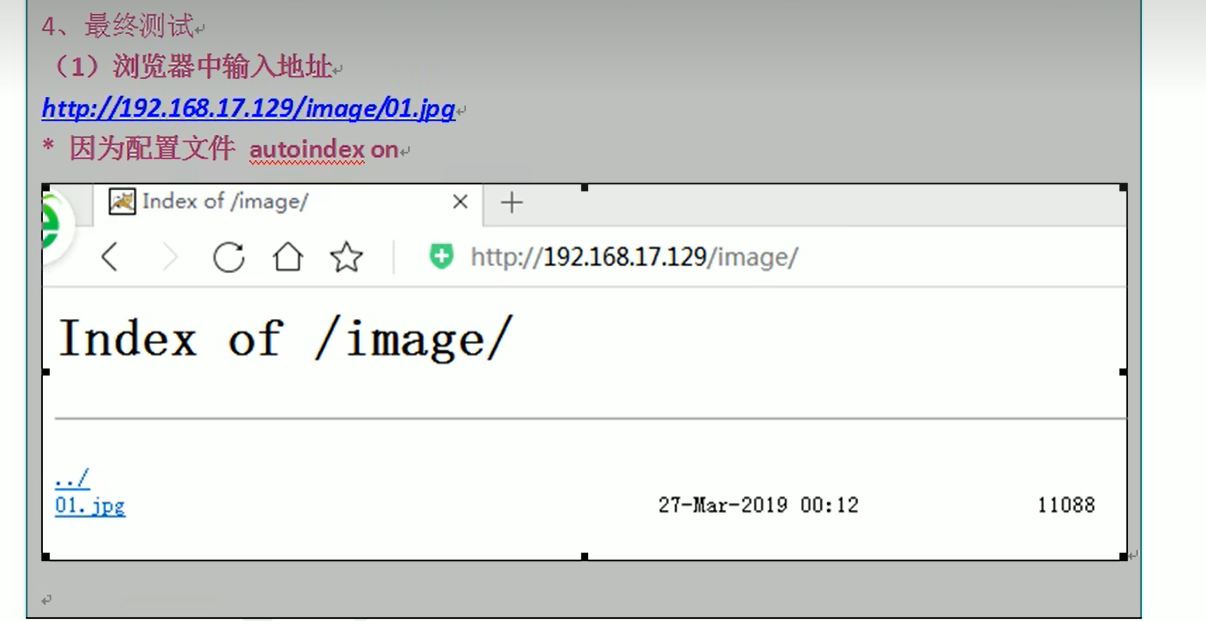 4、最终测试
（1）浏览器中输入地址
http://192.168.17.129/image/01.jpg
* 因为配置文件 autoindex on
Index of /image/
http://192.168.17.129/image/
Index of /image/
../
01.jpg 27-Mar-2019 00:12 11088